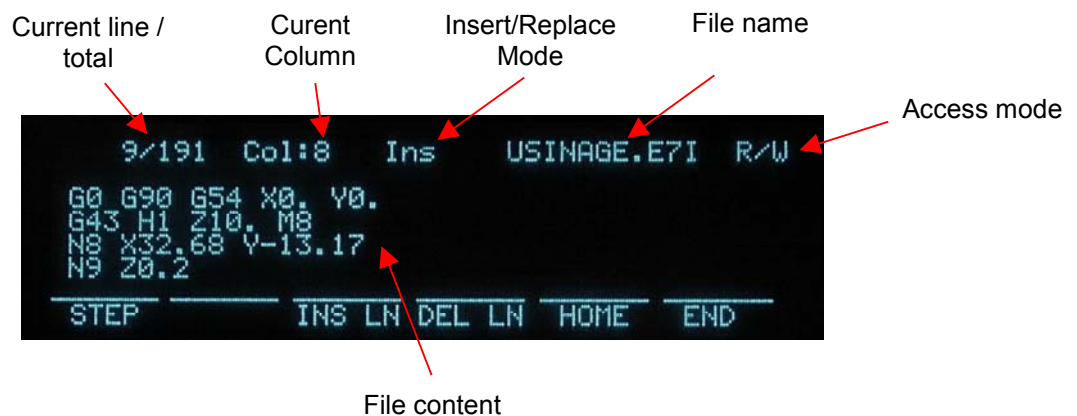 Current line /
total
Curent
Column
Insert/Replace
Mode
File name
Access mode
9/191 Col:8 Ins USINAGE.E7I R/W
G0 G90 G54 X0. Y0.
G43 H1 Z10. M8
N8 X32.68 Y-13.17
N9 Z0.2
STEP INS LN DEL LN HOME END
File content